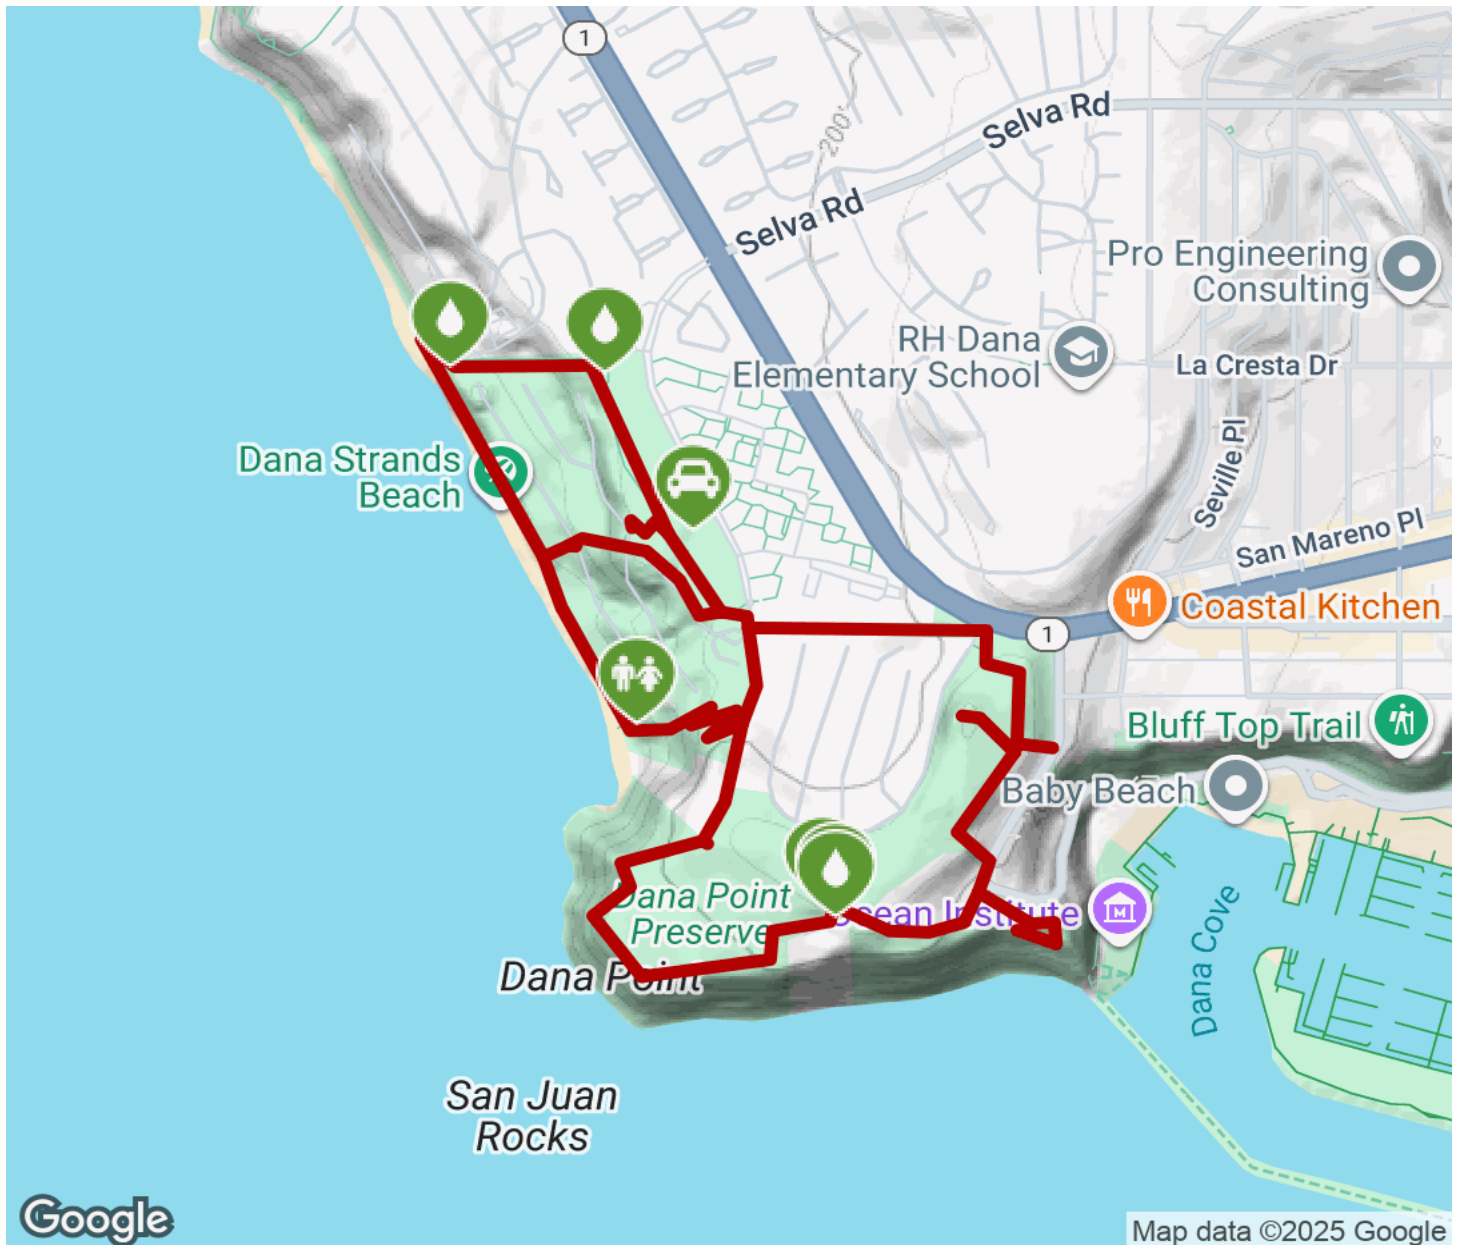 1
Selva Rd
200'
Selva Rd
Pro Engineering
Consulting
RH Dana
Elementary School
La Cresta Dr
Dana Strands
Beach
Seville Pl
San Mareno Pl
Coastal Kitchen
1
Bluff Top Trail
Baby Beach
Dana Point
Preserve
Ocean Institute
Dana Cove
Dana Point
San Juan
Rocks
Google
Map data ©2025 Google